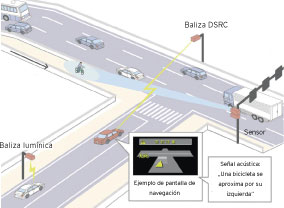 Baliza DSRC
Baliza lumínica
Sensor
Ejemplo de pantalla de
navegación
Señal acústica:
„Una bicicleta se
aproxima por su
izquierda"